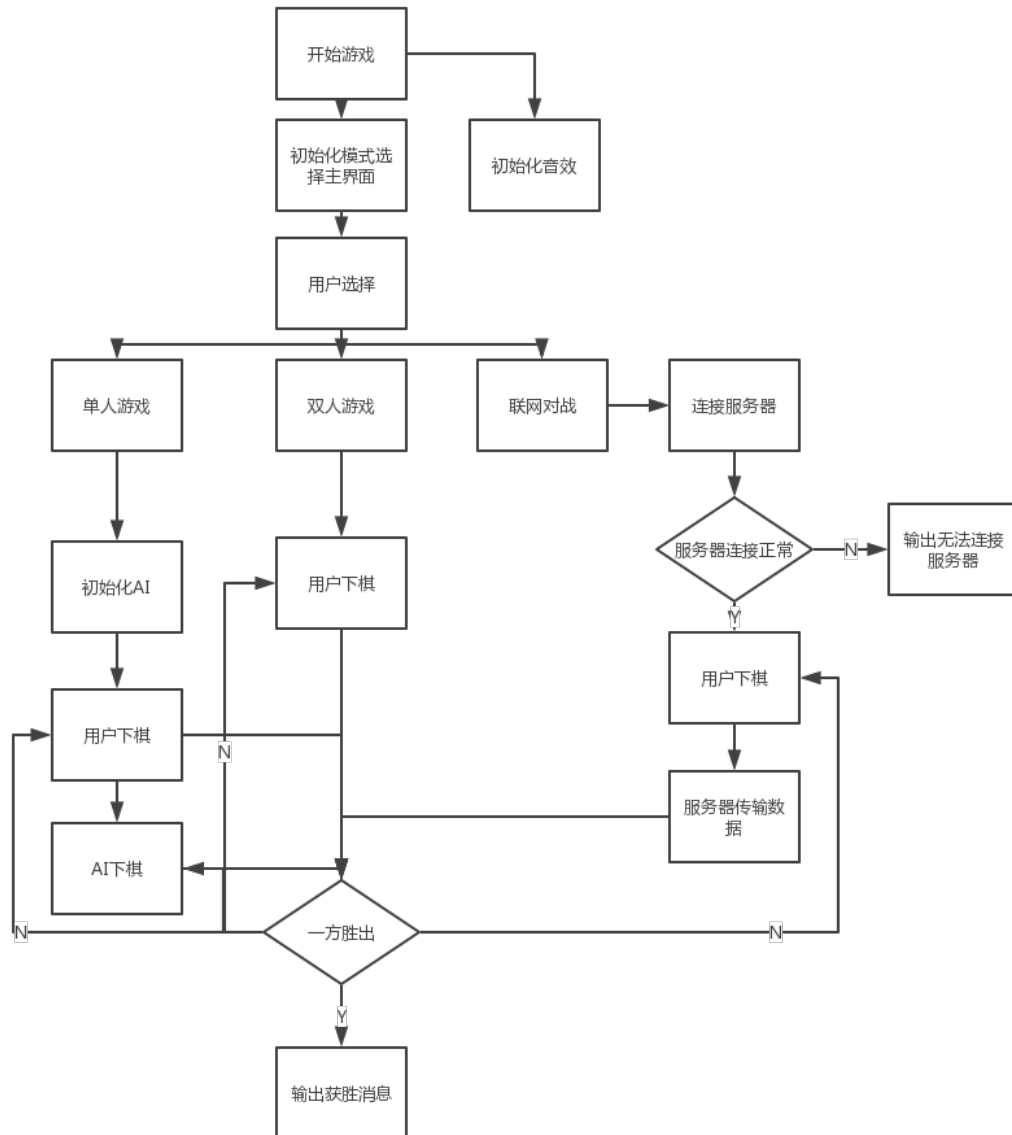 开始游戏
初始化模式选
择主界面
初始化音效
用户选择
单人游戏
双人游戏
联网对战
连接服务器
服务器连接正常
N
输出无法连接
服务器
初始化AI
用户下棋
Y
用户下棋
用户下棋
N
服务器传输数
据
AI下棋
一方胜出
N
N
Y
输出获胜消息